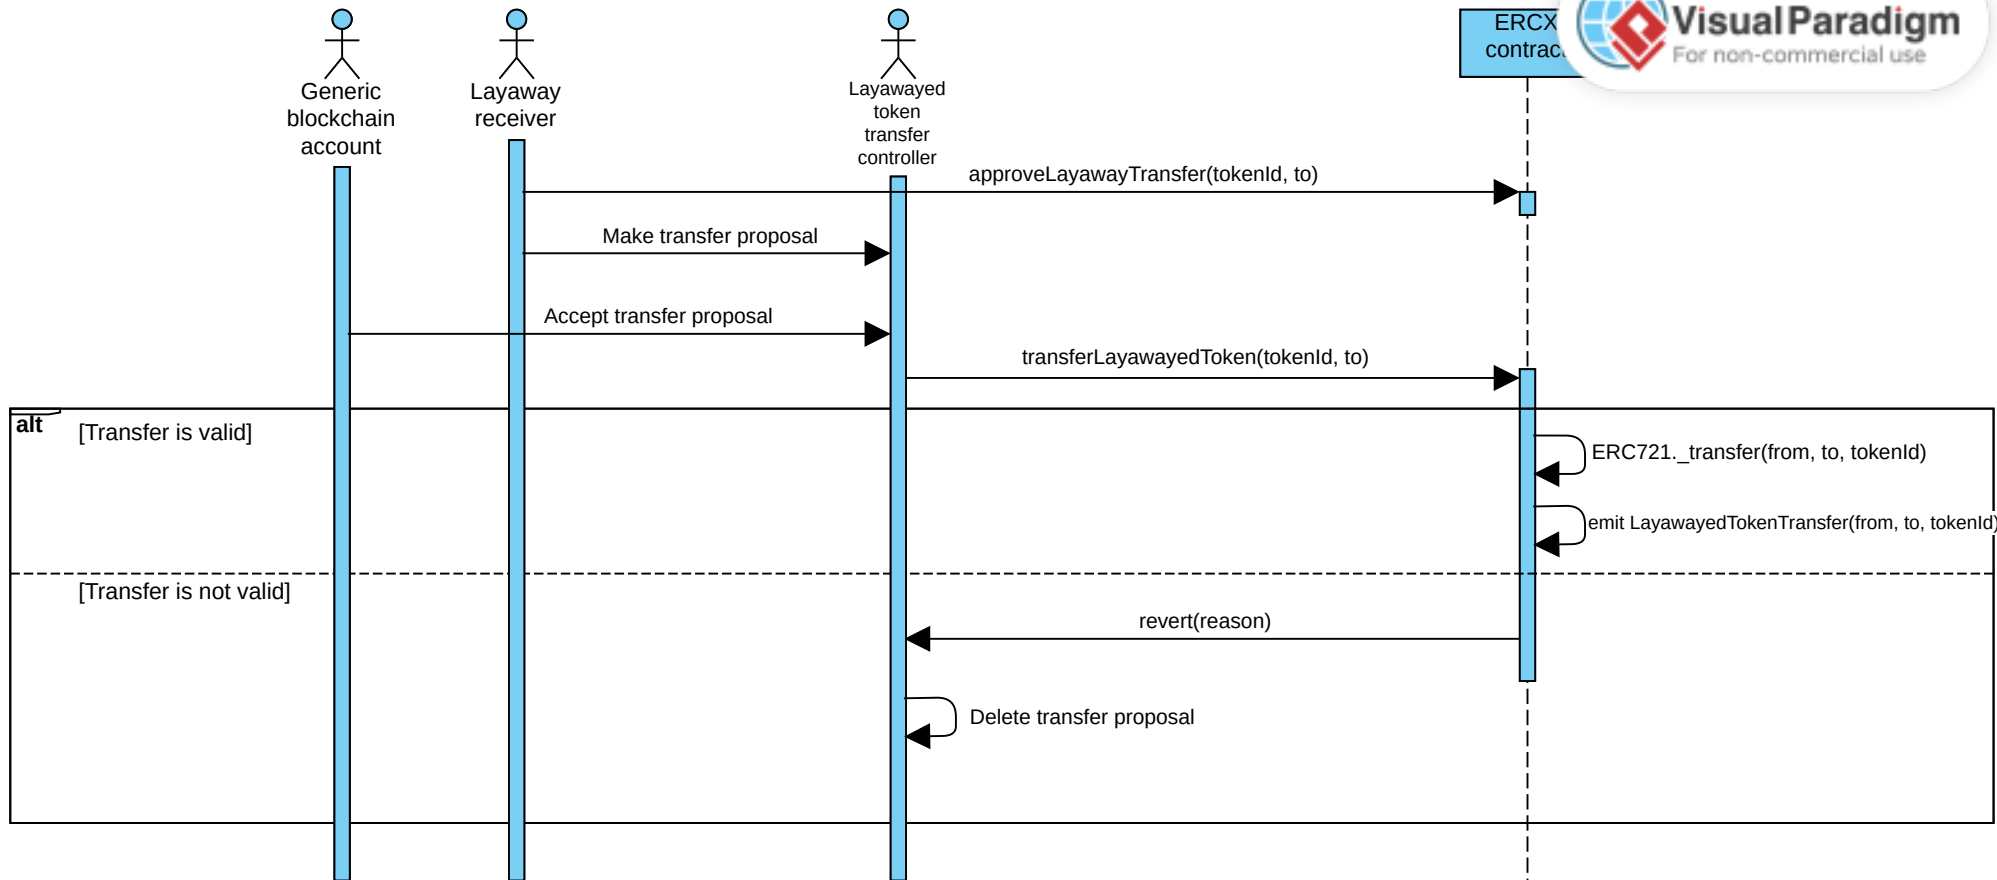 Generic
blockchain
account
Layaway
receiver
Layawayed
token
transfer
controller
ERCX
Visual Paradigm
For non-commercial use
approveLayawayTransfer(tokenId, to)
Make transfer proposal
Accept transfer proposal
transferLayawayedToken(tokenId, to)
alt
[Transfer is valid]
ERC721._transfer(from, to, tokenId)
emit LayawayedTokenTransfer(from, to, tokenId)
[Transfer is not valid]
revert(reason)
Delete transfer proposal